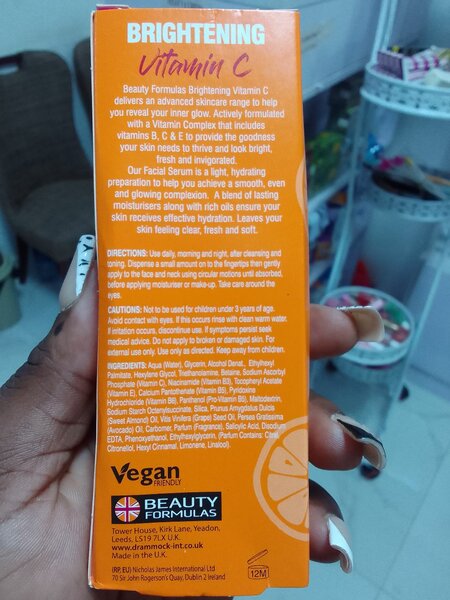 BRIGHTENING
Vitamin C
Beauty Formulas Brightening Vitamin C
delivers an advanced skincare range to help
you reveal your inner glow. Actively formulated
with a Vitamin Complex that includes
vitamins B, C & E to provide the goodness
your skin needs to thrive and look bright,
fresh and invigorated.
Our Facial Serum is a light, hydrating
preparation to help you achieve a smooth, even
and glowing complexion. A blend of lasting
moisturisers along with rich oils ensure your
skin receives effective hydration. Leaves your
skin feeling clear, fresh and soft.
DIRECTIONS: Use daily, morning and night, after cleansing and
toning. Dispense a small amount on to the fingertips then gently
apply to the face and neck using circular motions until absorbed,
before applying moisturiser or make-up. Take care around the
eyes.
CAUTIONS: Not to be used for children under 3 years of age.
Avoid contact with eyes. If this occurs rinse with clean warm water.
If irritation occurs, discontinue use. If symptoms persist seek
medical advice. Do not apply to broken or damaged skin. For
external use only. Use only as directed. Keep away from children.
INGREDIENTS: Aqua (Water), Glycerin, Alcohol Denat., Ethylhexyl
Palmitate, Hexylene Glycol, Triethanolamine, Betaine, Sodium Ascorbyl
Phosphate (Vitamin C), Niacinamide (Vitamin B3), Tocopheryl Acetate
(Vitamin E), Calcium Pantothenate (Vitamin B5), Pyridoxine
Hydrochloride (Vitamin B6), Panthenol (Pro-Vitamin B5), Maltodextrin,
Sodium Starch Octenylsuccinate, Silica, Prunus Amygdalus Dulcis
(Sweet Almond) Oil, Vitis Vinifera (Grape) Seed Oil, Persea Gratissima
(Avocado) Oil, Carbomer, Parfum (Fragrance), Salicylic Acid, Disodium
EDTA, Phenoxyethanol, Ethylhexylglycerin, (Parfum Contains: Citral,
Citronellol, Hexyl Cinnamal, Limonene, Linalool).
Vegan
FRIENDLY
BEAUTY
FORMULAS
Tower House, Kirk Lane, Yeadon,
Leeds, LS19 7LX U.K.
www.drammock-int.co.uk
Made in the U.K.
(RP, EU) Nicholas James International Ltd
70 Sir John Rogerson's Quay, Dublin 2 Ireland
12M